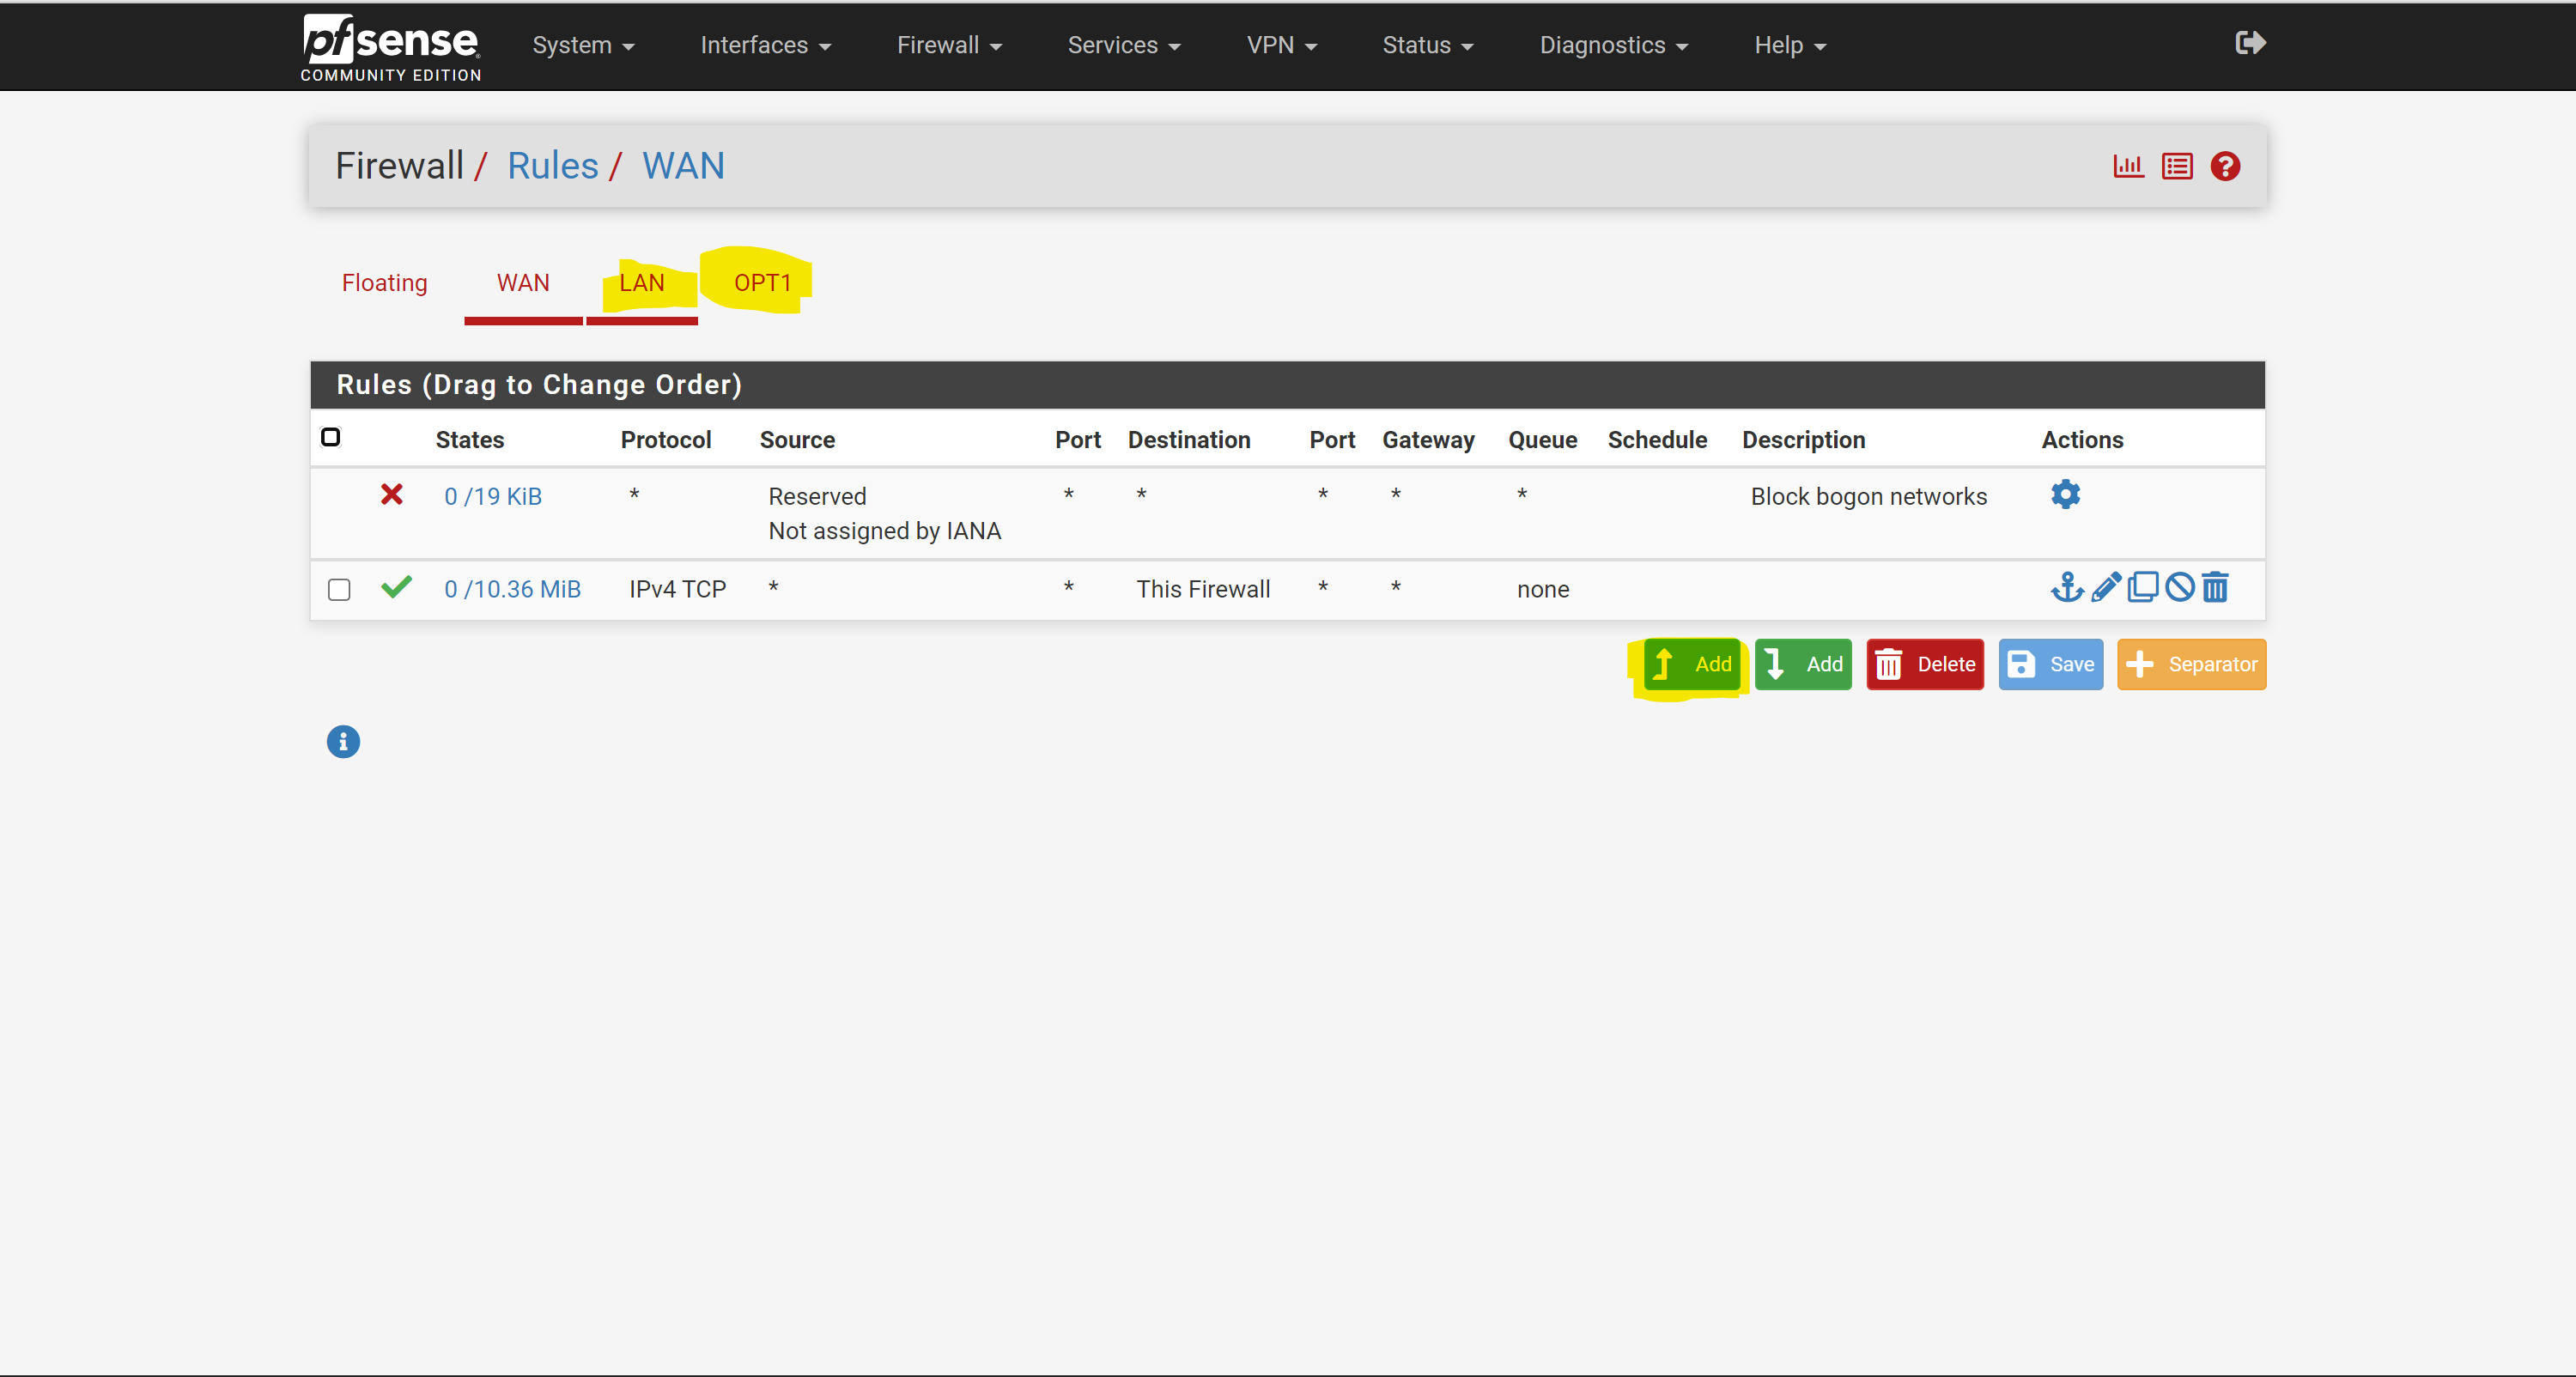 pfsense
COMMUNITY EDITION
System Interfaces Firewall Services VPN Status Diagnostics Help
Firewall / Rules / WAN
Floating WAN LAN OPT1
Rules (Drag to Change Order)
States Protocol Source Port Destination Port Gateway Queue Schedule Description Actions
0 /19 KiB * Reserved * * * * * Block bogon networks
Not assigned by IANA
0 /10.36 MiB IPv4 TCP * * This Firewall * * none
Add Add Delete Save Separator